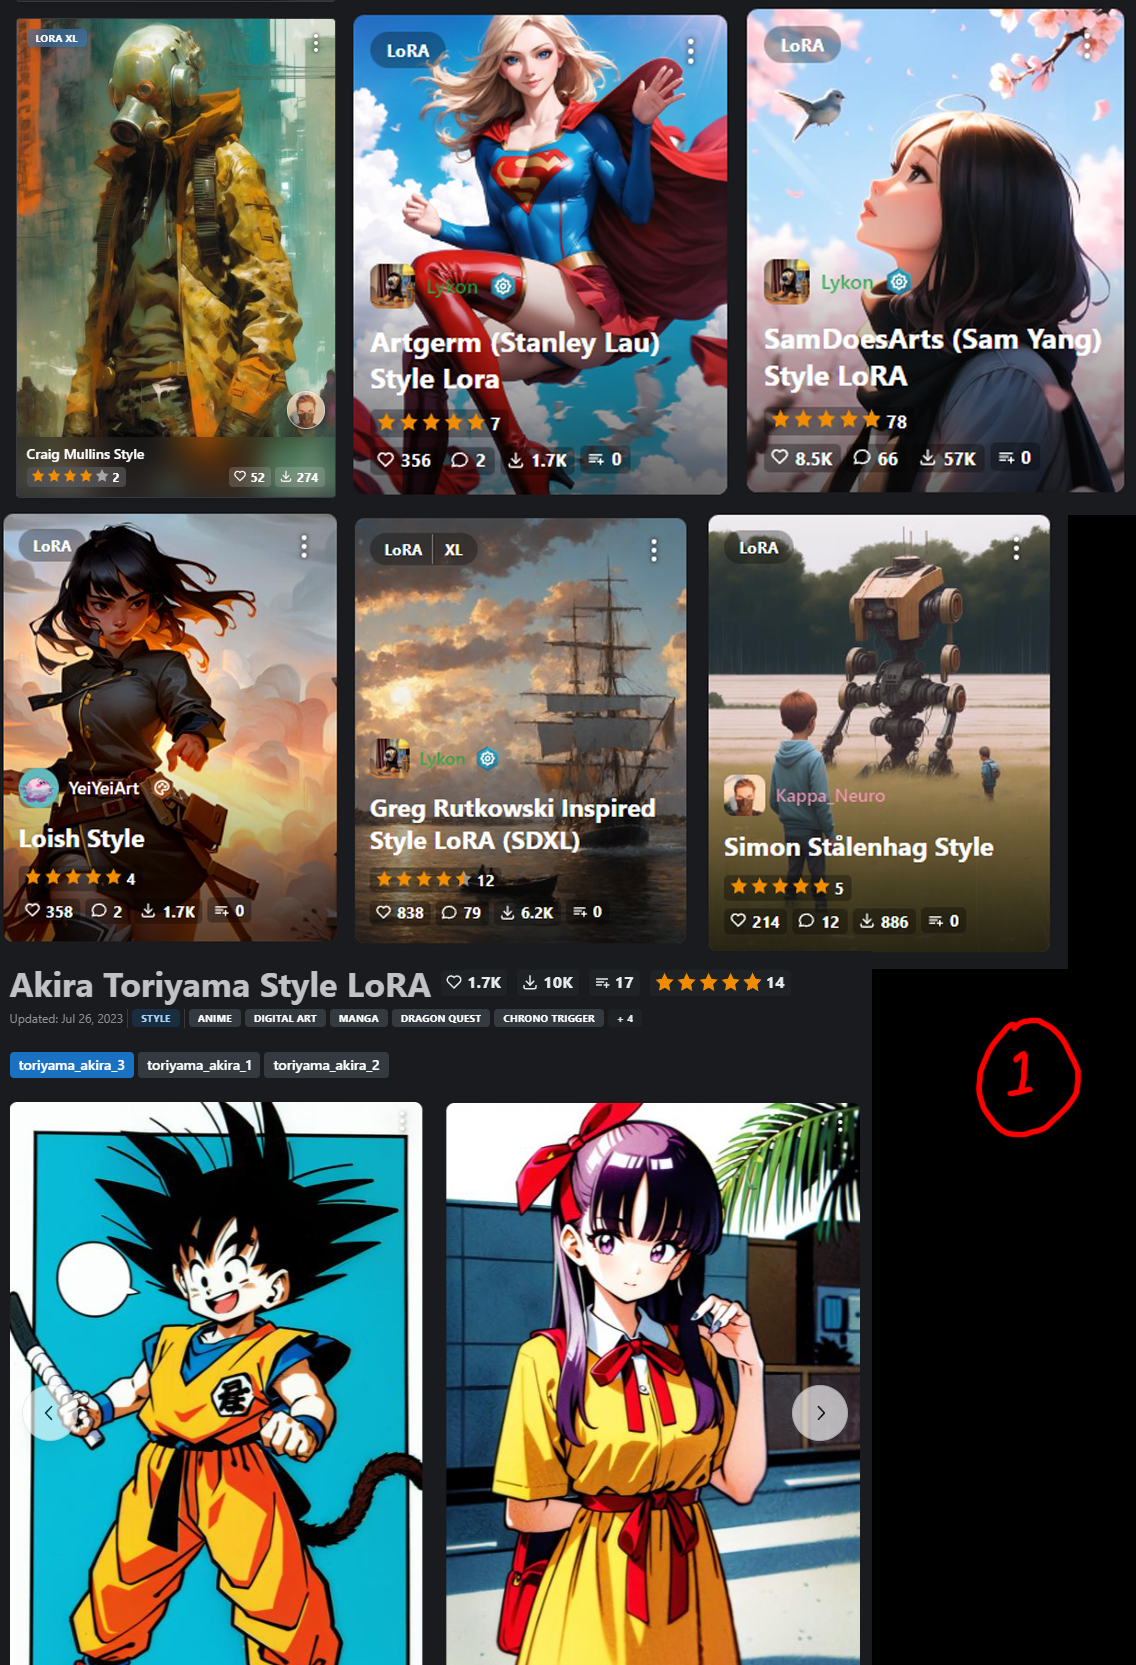 LORA XL
Craig Mullins Style
2
52
274
LoRA
Lykon
Artgerm (Stanley Lau)
Style Lora
7
356
2
1.7K
0
LoRA
Lykon
SamDoesArts (Sam Yang)
Style LoRA
78
8.5K
66
57K
0
LoRA
YeiYeiArt
Loish Style
4
358
2
1.7K
0
LoRA XL
Lykon
Greg Rutkowski Inspired
Style LoRA (SDXL)
12
838
79
6.2K
0
LoRA
Kappa_Neuro
Simon Stålenhag Style
5
214
12
886
0
Akira Toriyama Style LoRA 1.7K 10K 17 14
Updated: Jul 26, 2023 STYLE ANIME DIGITAL ART MANGA DRAGON QUEST CHRONO TRIGGER + 4
toriyama_akira_3 toriyama_akira_1 toriyama_akira_2
1